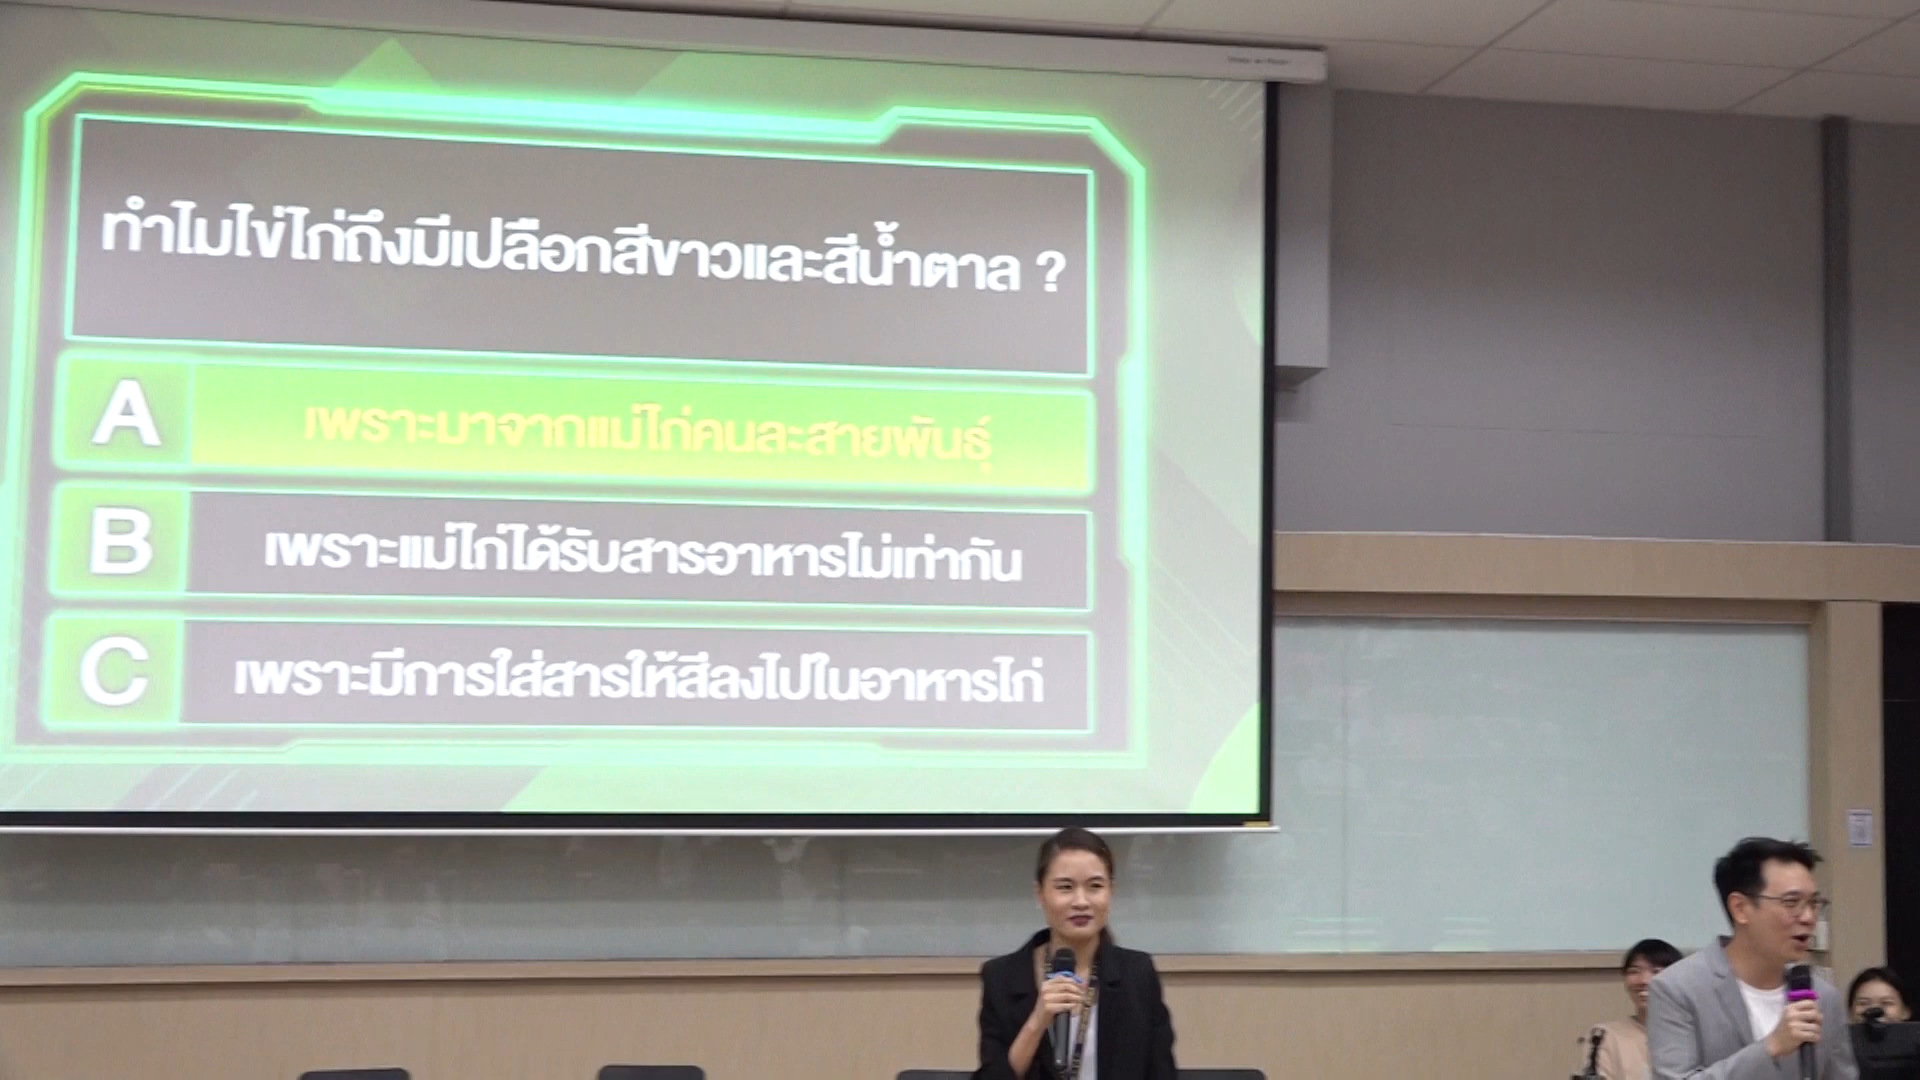 ทำไมไข่ไก่ถึงมีเปลือกสีขาวและสีน้ำตาล ?
A เพราะมาจากแม่ไก่คนละสายพันธุ์
B เพราะแม่ไก่ได้รับสารอาหารไม่เท่ากัน
C เพราะมีการใส่สารให้สีลงไปในอาหารไก่